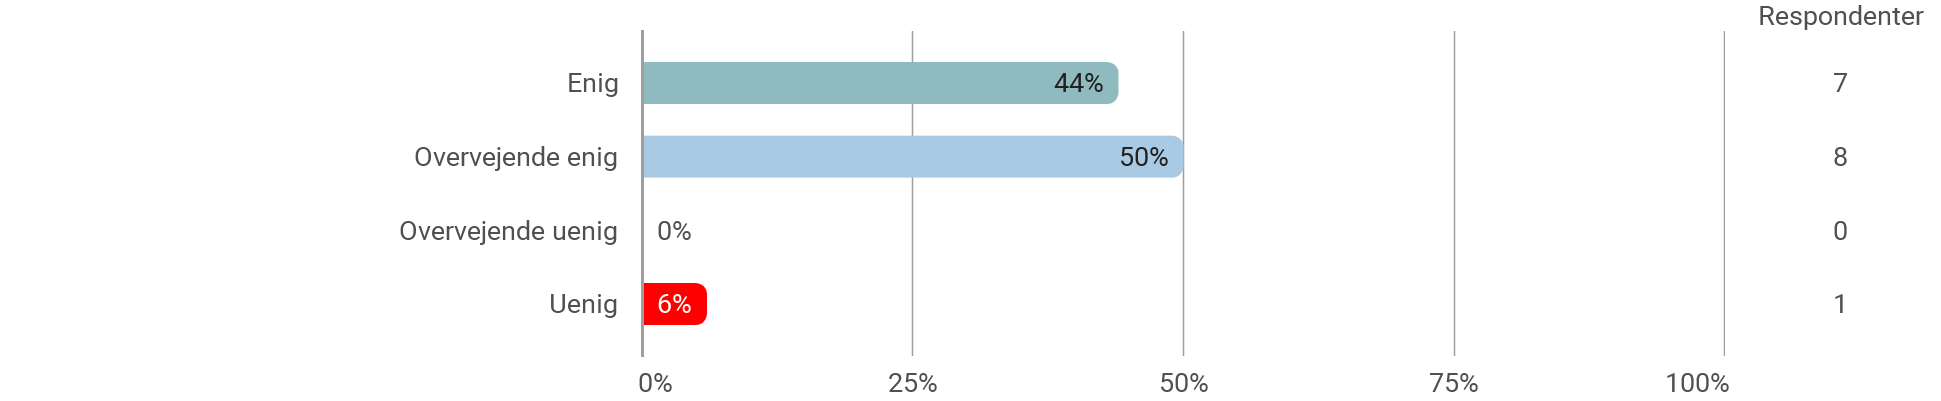 Respondenter
Enig 44% 7
Overvejende enig 50% 8
Overvejende uenig 0% 0
Uenig 6% 1
0% 25% 50% 75% 100%